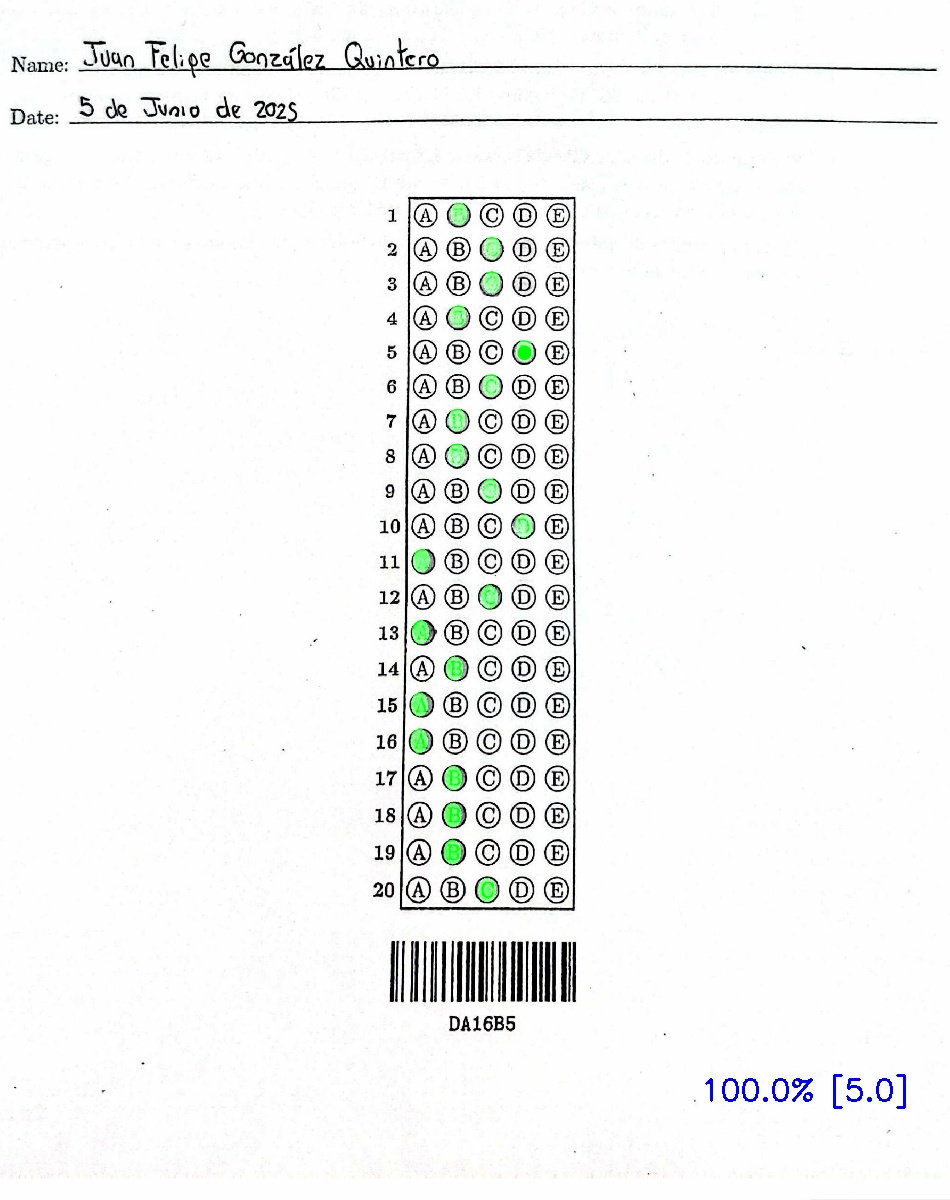 Name: Juan Felipe González Quintero
Date: 5 de Junio de 2025
1 A B C D E
2 A B C D E
3 A B C D E
4 A B C D E
5 A B C E
6 A B C D E
7 A B C D E
8 A B C D E
9 A B C D E
10 A B C D E
11 A B C D E
12 A B C D E
13 A B C D E
14 A B C D E
15 A B C D E
16 A B C D E
17 A B C D E
18 A B C D E
19 A B C D E
20 A B C D E
DA16B5
100.0% [5.0]